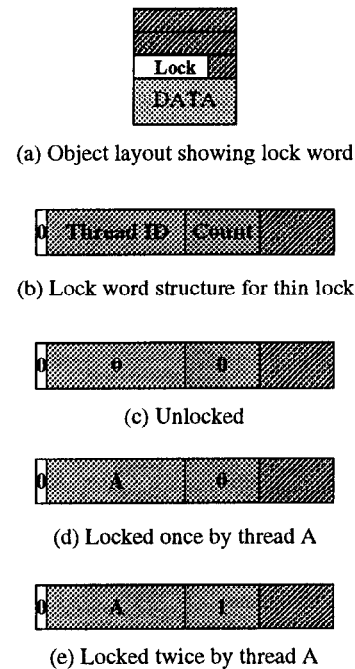 Lock
DATA
(a) Object layout showing lock word
0 Thread ID Count
(b) Lock word structure for thin lock
0 0 0
(c) Unlocked
0 A 0
(d) Locked once by thread A
0 A 1
(e) Locked twice by thread A